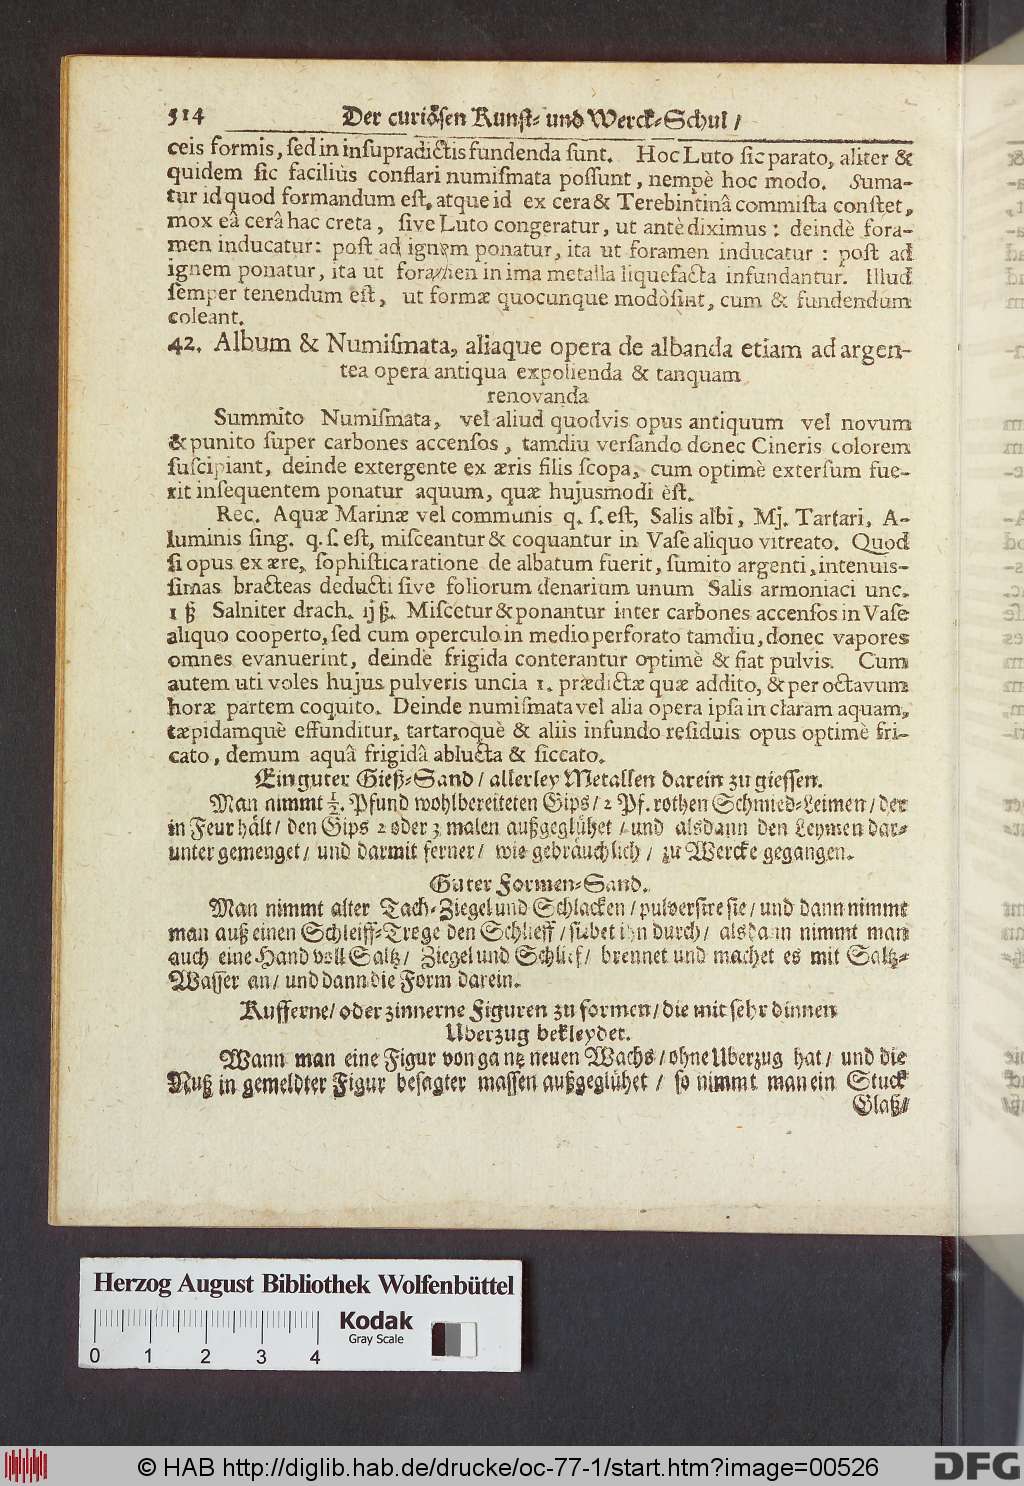 514 Der curiösen Kunst- und Werck-Schul /
ceis formis, ſed in inſupradictis fundenda ſunt. Hoc Luto ſic parato, aliter &
quidem ſic facilius conflari numiſmata poſſunt, nempè hoc modo. Suma-
tur id quod formandum eſt, atque id ex cera & Terebintinâ commiſta conſtet,
mox eâ cerâ hac creta, ſive Luto congeratur, ut antè diximus: deindè fora-
men inducatur: poſt ad ignem ponatur, ita ut foramen inducatur: poſt ad
ignem ponatur, ita ut foramen in ima metalla liquefacta infundantur. Illud
ſemper tenendum eſt, ut formæ quocunque modò ſint, cum & fundendum
coleant.
42. Album & Numiſmata, aliaque opera de albanda etiam ad argen-
tea opera antiqua expolienda & tanquam
renovanda
Summito Numiſmata, vel aliud quodvis opus antiquum vel novum
& punito ſuper carbones accenſos, tamdiu verſando donec Cineris colorem
ſuſcipiant, deinde extergente ex æris filis ſcopa, cum optimè exterſum fue-
rit inſequentem ponatur aquum, quæ hujusmodi èſt.
Rec. Aquæ Marinæ vel communis q. ſ. eſt, Salis albi, Mj. Tartari, A-
luminis ſing. q. ſ. eſt, miſceantur & coquantur in Vaſe aliquo vitreato. Quod
ſi opus ex ære, ſophiſtica ratione de albatum fuerit, ſumito argenti, intenuis-
ſimas bracteas deducti ſive foliorum denarium unum Salis armoniaci unc.
1 ß Salniter drach. ij ß. Miſcetur & ponantur inter carbones accenſos in Vaſe
aliquo cooperto, ſed cum operculo in medio perforato tamdiu, donec vapores
omnes evanuerint, deindè frigida conterantur optimè & fiat pulvis. Cum
autem uti voles hujus pulveris uncia 1. prædictæ quæ addito, & per octavum
horæ partem coquito. Deinde numiſmata vel alia opera ipſa in claram aquam,
tæpidamquè effunditur, tartaroquè & aliis infundo reſiduis opus optimè fri-
cato, demum aquâ frigidâ ablucta & ſiccato.
Ein guter Gieß-Sand / allerley Metallen darein zu giessen.
Man nimmt ½. Pfund wohlbereiteten Gips / 2 Pf. rothen Schmied-Leimen / der
in Feur hält / den Gips 2 oder 3 malen außgeglühet / und alsdann den Leymen dar-
unter gemenget / und darmit ferner / wie gebräuchlich / zu Wercke gegangen.
Guter Formen-Sand.
Man nimmt alter Tach-Ziegel und Schlacken / pulverſire ſie / und dann nimmt
man auß einen Schleiff-Trege den Schlieff / ſiebet ihn durch / alsdann nimmt man
auch eine Hand voll Saltz / Ziegel und Schlief / brennet und machet es mit Saltz-
Waſſer an / und dann die Form darein.
Kufferne / oder zinnerne Figuren zu formen / die mit ſehr dinnen
Uberzug bekleydet.
Wann man eine Figur von gantz neuen Wachs / ohne Uberzug hat / und die
Nuß in gemeldter Figur beſagter maſſen außgeglühet / ſo nimmt man ein Stuck
Glaß-/
Herzog August Bibliothek Wolfenbüttel
Kodak
Gray Scale
0 1 2 3 4
© HAB http://diglib.hab.de/drucke/oc-77-1/start.htm?image=00526
DFG